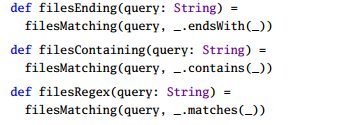 def filesEnding(query: String) =
  filesMatching(query, _.endsWith(_))
def filesContaining(query: String) =
  filesMatching(query, _.contains(_))
def filesRegex(query: String) =
  filesMatching(query, _.matches(_))